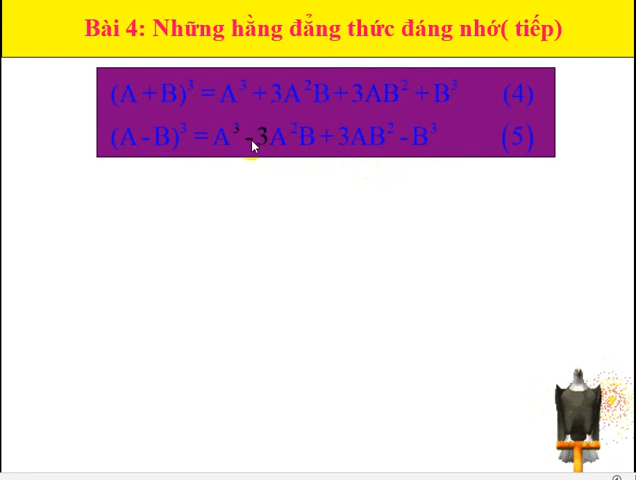 Bài 4: Những hằng đẳng thức đáng nhớ( tiếp)
(A + B)³ = A³ + 3A²B + 3AB² + B³ (4)
(A - B)³ = A³ - 3A²B + 3AB² - B³ (5)